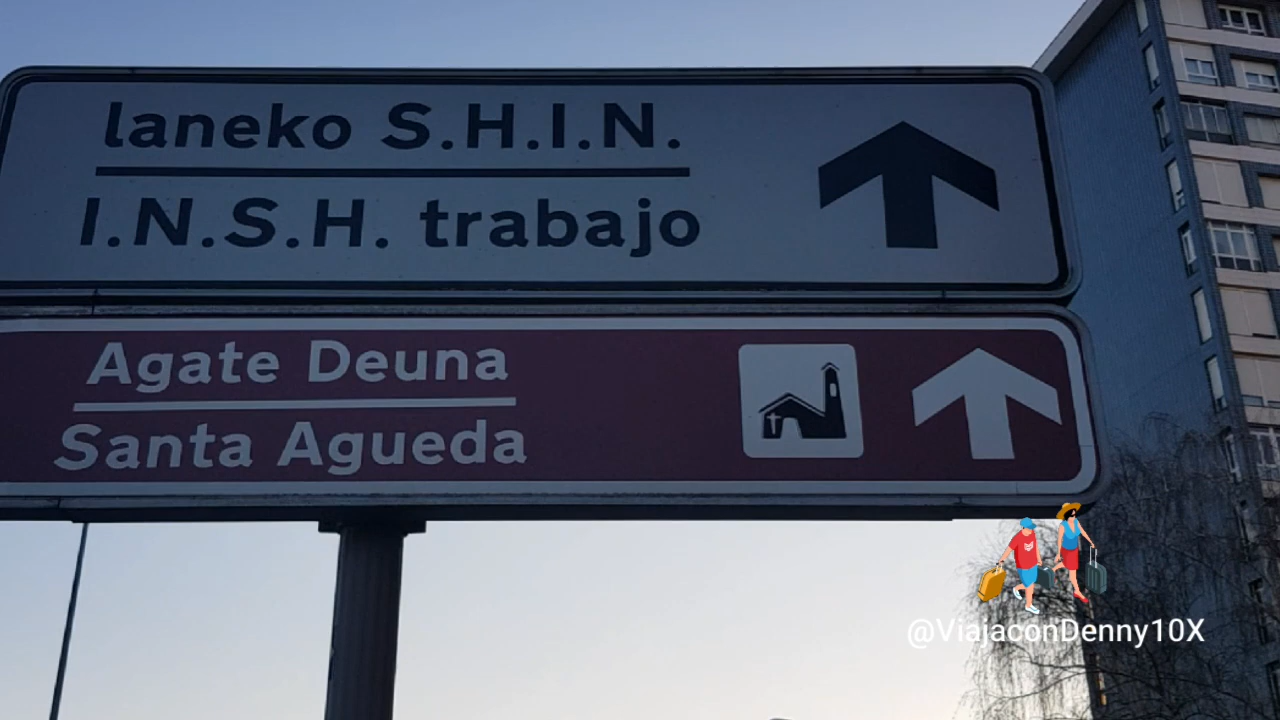 laneko S.H.I.N.
I.N.S.H. trabajo
Agate Deuna
Santa Agueda
@ViajaconDenny10X